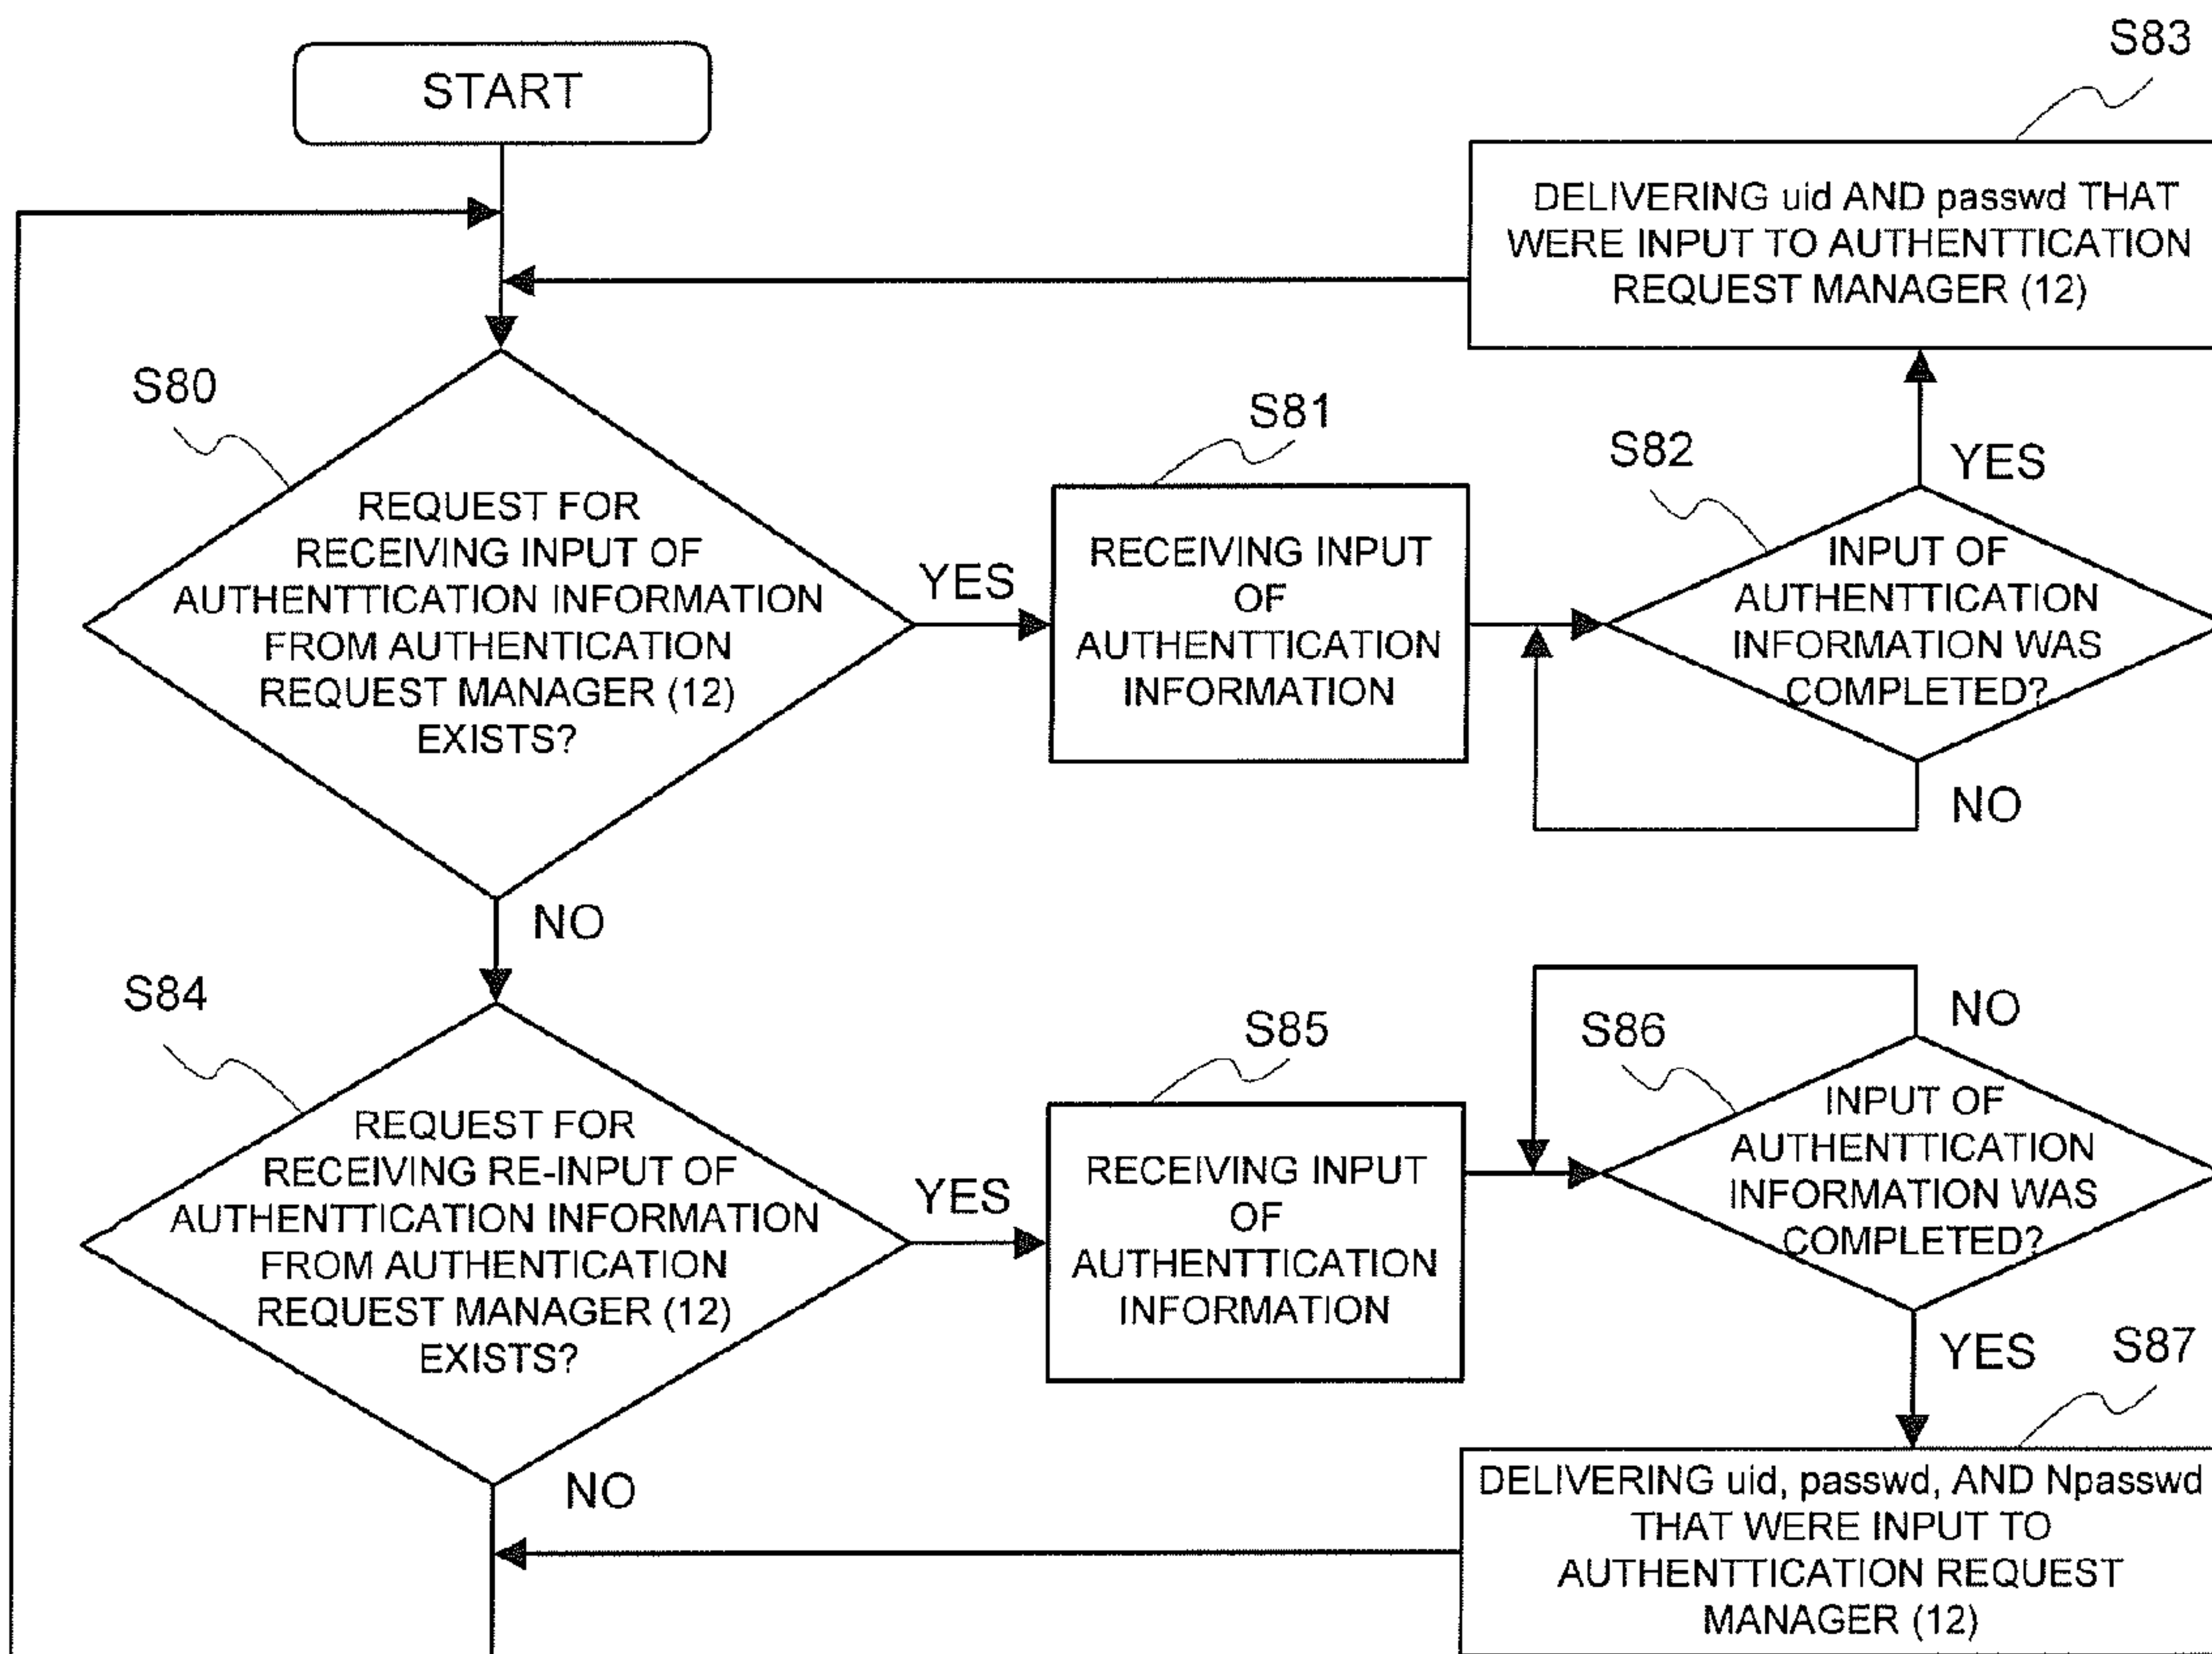 START
S83
DELIVERING uid AND passwd THAT
WERE INPUT TO AUTHENTTICATION
REQUEST MANAGER (12)
S80
REQUEST FOR
RECEIVING INPUT OF
AUTHENTTICATION INFORMATION
FROM AUTHENTICATION
REQUEST MANAGER (12)
EXISTS?
YES
S81
RECEIVING INPUT
OF
AUTHENTTICATION
INFORMATION
S82
YES
INPUT OF
AUTHENTTICATION
INFORMATION WAS
COMPLETED?
NO
NO
S84
REQUEST FOR
RECEIVING RE-INPUT OF
AUTHENTTICATION INFORMATION
FROM AUTHENTICATION
REQUEST MANAGER (12)
EXISTS?
YES
S85
RECEIVING INPUT
OF
AUTHENTTICATION
INFORMATION
S86
NO
INPUT OF
AUTHENTTICATION
INFORMATION WAS
COMPLETED?
YES
S87
NO
DELIVERING uid, passwd, AND Npasswd
THAT WERE INPUT TO
AUTHENTTICATION REQUEST
MANAGER (12)